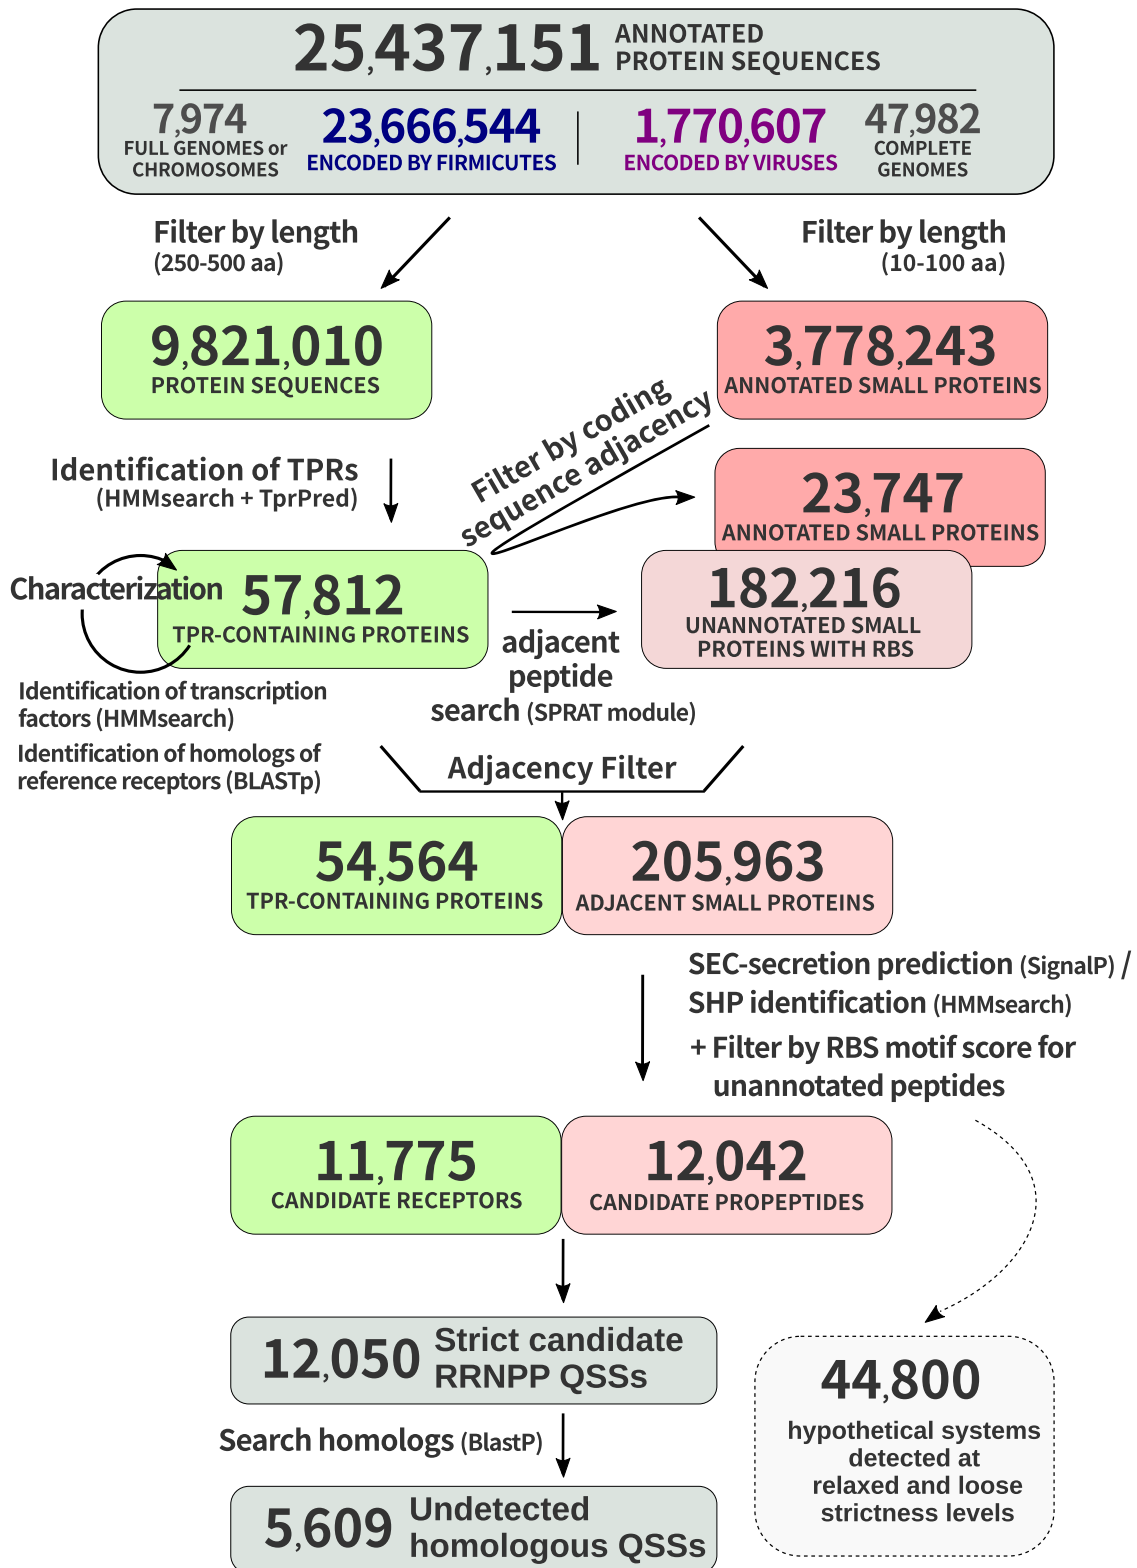 25,437,151 ANNOTATED
PROTEIN SEQUENCES
7,974
FULL GENOMES or
CHROMOSOMES
23,666,544
ENCODED BY FIRMICUTES
1,770,607
ENCODED BY VIRUSES
47,982
COMPLETE
GENOMES
Filter by length
(250-500 aa)
Filter by length
(10-100 aa)
9,821,010
PROTEIN SEQUENCES
3,778,243
ANNOTATED SMALL PROTEINS
Filter by coding
sequence adjacency
Identification of TPRs
(HMMsearch + TprPred)
23,747
ANNOTATED SMALL PROTEINS
Characterization
57,812
TPR-CONTAINING PROTEINS
182,216
UNANNOTATED SMALL
PROTEINS WITH RBS
adjacent
peptide
search (SPRAT module)
Identification of transcription
factors (HMMsearch)
Identification of homologs of
reference receptors (BLASTp)
Adjacency Filter
54,564
TPR-CONTAINING PROTEINS
205,963
ADJACENT SMALL PROTEINS
SEC-secretion prediction (SignalP) /
SHP identification (HMMsearch)
+ Filter by RBS motif score for
unannotated peptides
11,775
CANDIDATE RECEPTORS
12,042
CANDIDATE PROPEPTIDES
12,050 Strict candidate
RRNPP QSSs
44,800
hypothetical systems
detected at
relaxed and loose
strictness levels
Search homologs (BlastP)
5,609 Undetected
homologous QSSs